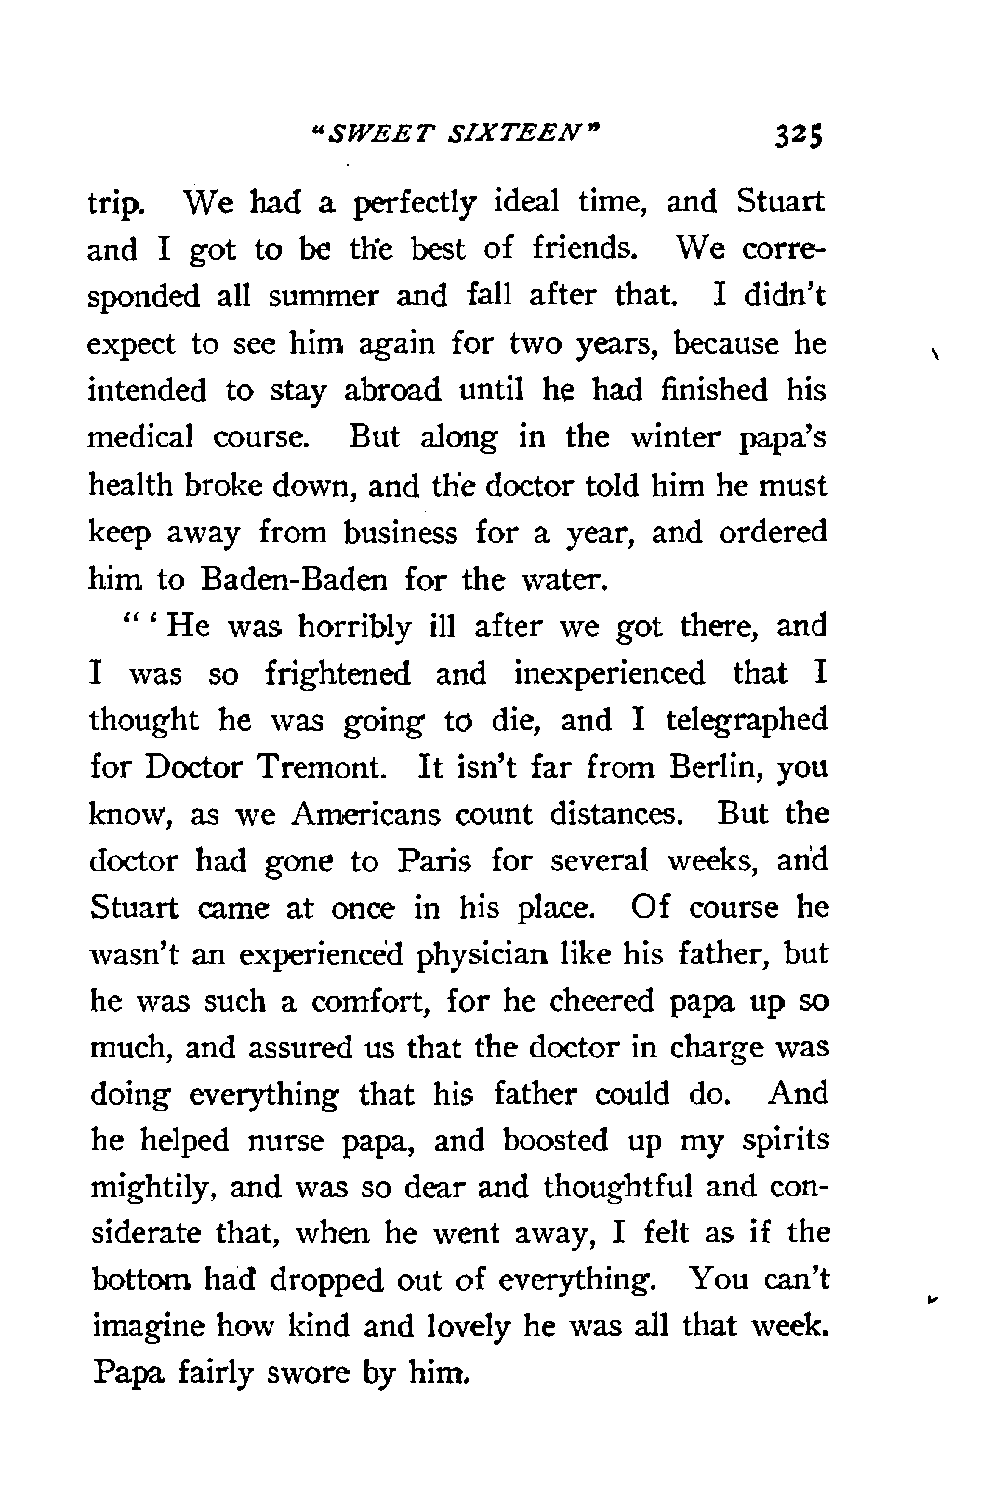 "SWEET SIXTEEN" 325
trip. We had a perfectly ideal time, and Stuart
and I got to be the best of friends. We corre-
sponded all summer and fall after that. I didn't
expect to see him again for two years, because he
intended to stay abroad until he had finished his
medical course. But along in the winter papa's
health broke down, and the doctor told him he must
keep away from business for a year, and ordered
him to Baden-Baden for the water.
" ' He was horribly ill after we got there, and
I was so frightened and inexperienced that I
thought he was going to die, and I telegraphed
for Doctor Tremont. It isn't far from Berlin, you
know, as we Americans count distances. But the
doctor had gone to Paris for several weeks, and
Stuart came at once in his place. Of course he
wasn't an experienced physician like his father, but
he was such a comfort, for he cheered papa up so
much, and assured us that the doctor in charge was
doing everything that his father could do. And
he helped nurse papa, and boosted up my spirits
mightily, and was so dear and thoughtful and con-
siderate that, when he went away, I felt as if the
bottom had dropped out of everything. You can't
imagine how kind and lovely he was all that week.
Papa fairly swore by him.